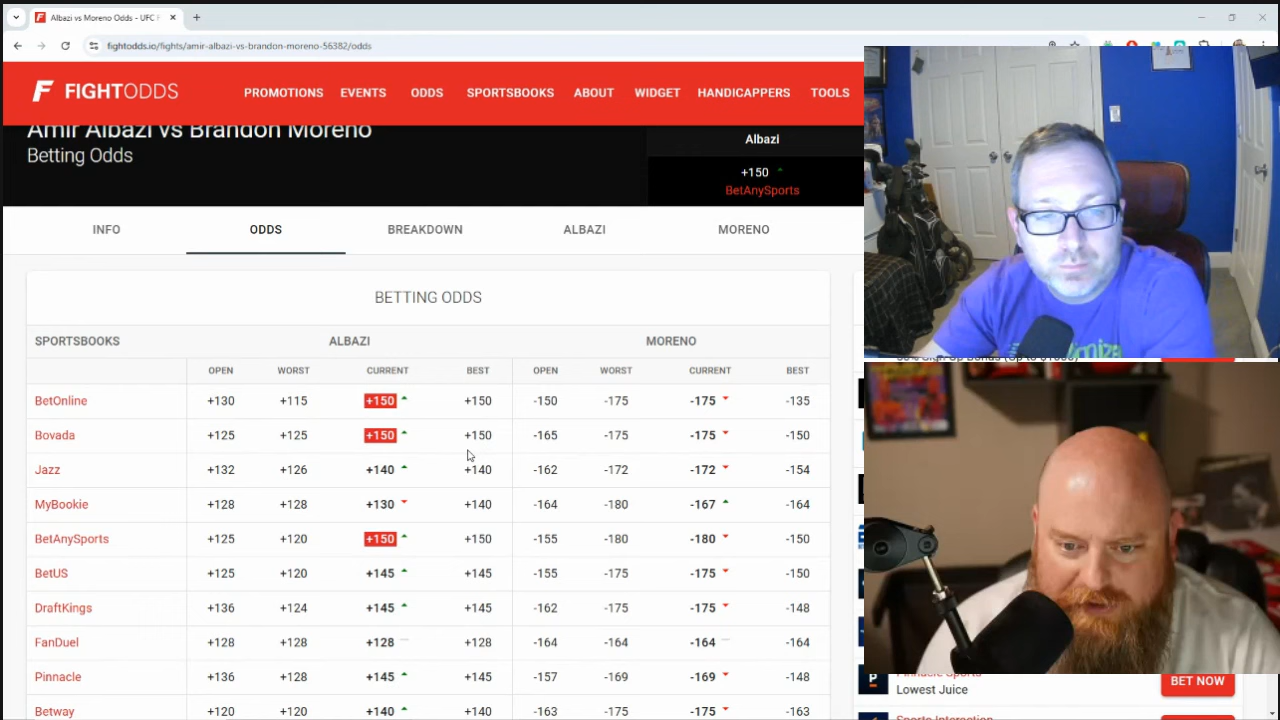 Albazi vs Moreno Odds - UFC F
fightodds.io/fights/amir-albazi-vs-brandon-moreno-56382/odds
FIGHTODDS PROMOTIONS EVENTS ODDS SPORTSBOOKS ABOUT WIDGET HANDICAPPERS TOOLS
Amir Albazi vs Brandon Moreno
Betting Odds
Albazi
+150
BetAnySports
INFO ODDS BREAKDOWN ALBAZI MORENO
BETTING ODDS
SPORTSBOOKS ALBAZI MORENO
OPEN WORST CURRENT BEST OPEN WORST CURRENT BEST
BetOnline +130 +115 +150 +150 -150 -175 -175 -135
Bovada +125 +125 +150 +150 -165 -175 -175 -150
Jazz +132 +126 +140 +140 -162 -172 -172 -154
MyBookie +128 +128 +130 +140 -164 -180 -167 -164
BetAnySports +125 +120 +150 +150 -155 -180 -180 -150
BetUS +125 +120 +145 +145 -155 -175 -175 -150
DraftKings +136 +124 +145 +145 -162 -175 -175 -148
FanDuel +128 +128 +128 +128 -164 -164 -164 -164
Pinnacle +136 +128 +145 +145 -157 -169 -169 -148
Betway +120 +120 +140 +140 -163 -175 -175 -163
Pinnacle Sports
Lowest Juice
BET NOW
Sports Interaction